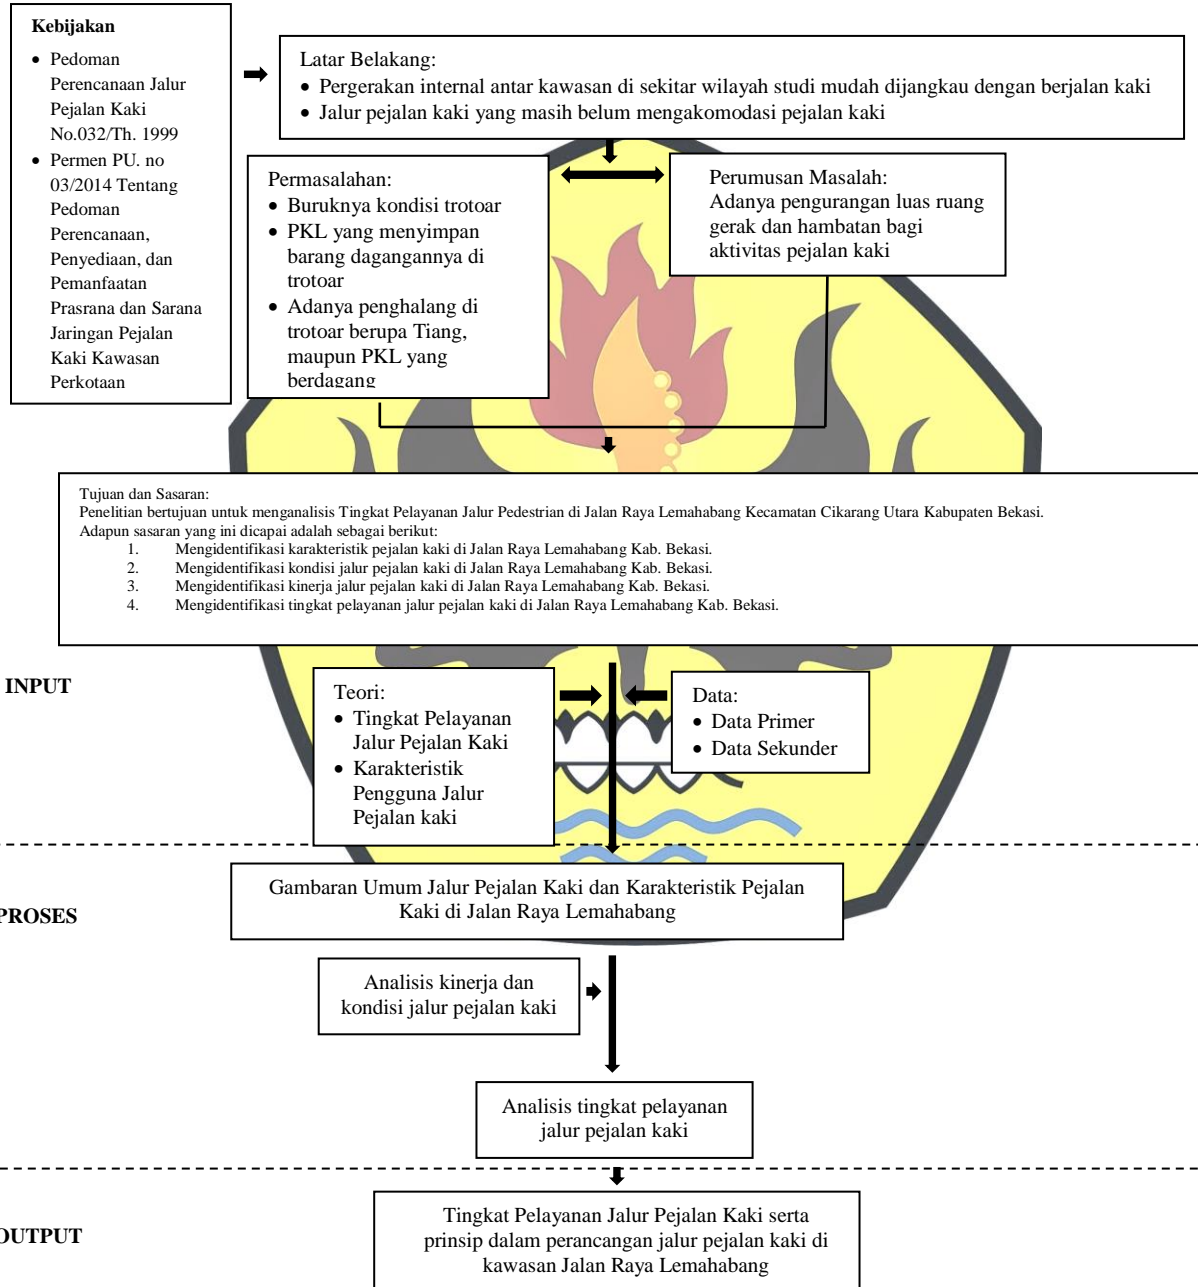 Kebijakan
• Pedoman
Perencanaan Jalur
Pejalan Kaki
No.032/Th. 1999
• Permen PU. no
03/2014 Tentang
Pedoman
Perencanaan,
Penyediaan, dan
Pemanfaatan
Prasrana dan Sarana
Jaringan Pejalan
Kaki Kawasan
Perkotaan
Latar Belakang:
• Pergerakan internal antar kawasan di sekitar wilayah studi mudah dijangkau dengan berjalan kaki
• Jalur pejalan kaki yang masih belum mengakomodasi pejalan kaki
Permasalahan:
• Buruknya kondisi trotoar
• PKL yang menyimpan
barang dagangannya di
trotoar
• Adanya penghalang di
trotoar berupa Tiang,
maupun PKL yang
berdagang
Perumusan Masalah:
Adanya pengurangan luas ruang
gerak dan hambatan bagi
aktivitas pejalan kaki
Tujuan dan Sasaran:
Penelitian bertujuan untuk menganalisis Tingkat Pelayanan Jalur Pedestrian di Jalan Raya Lemahabang Kecamatan Cikarang Utara Kabupaten Bekasi.
Adapun sasaran yang ini dicapai adalah sebagai berikut:
1. Mengidentifikasi karakteristik pejalan kaki di Jalan Raya Lemahabang Kab. Bekasi.
2. Mengidentifikasi kondisi jalur pejalan kaki di Jalan Raya Lemahabang Kab. Bekasi.
3. Mengidentifikasi kinerja jalur pejalan kaki di Jalan Raya Lemahabang Kab. Bekasi.
4. Mengidentifikasi tingkat pelayanan jalur pejalan kaki di Jalan Raya Lemahabang Kab. Bekasi.
INPUT
Teori:
• Tingkat Pelayanan
Jalur Pejalan Kaki
• Karakteristik
Pengguna Jalur
Pejalan kaki
Data:
• Data Primer
• Data Sekunder
PROSES
Gambaran Umum Jalur Pejalan Kaki dan Karakteristik Pejalan
Kaki di Jalan Raya Lemahabang
Analisis kinerja dan
kondisi jalur pejalan kaki
Analisis tingkat pelayanan
jalur pejalan kaki
OUTPUT
Tingkat Pelayanan Jalur Pejalan Kaki serta
prinsip dalam perancangan jalur pejalan kaki di
kawasan Jalan Raya Lemahabang